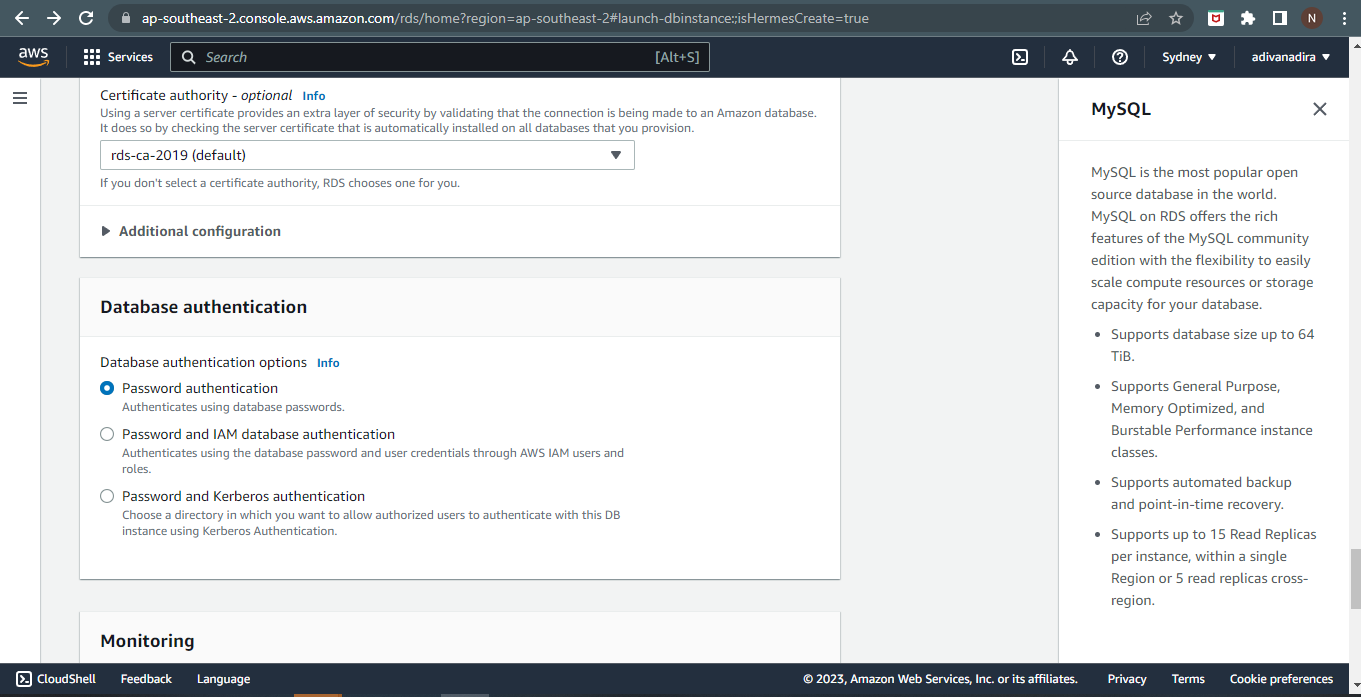 ap-southeast-2.console.aws.amazon.com/rds/home?region=ap-southeast-2#launch-dbinstance;isHermesCreate=true
N
aws
Services
Search
[Alt+S]
Sydney
adivanadira
Certificate authority - optional Info
Using a server certificate provides an extra layer of security by validating that the connection is being made to an Amazon database.
It does so by checking the server certificate that is automatically installed on all databases that you provision.
rds-ca-2019 (default)
If you don't select a certificate authority, RDS chooses one for you.
Additional configuration
Database authentication
Database authentication options Info
Password authentication
Authenticates using database passwords.
Password and IAM database authentication
Authenticates using the database password and user credentials through AWS IAM users and
roles.
Password and Kerberos authentication
Choose a directory in which you want to allow authorized users to authenticate with this DB
instance using Kerberos Authentication.
Monitoring
MySQL
MySQL is the most popular open
source database in the world.
MySQL on RDS offers the rich
features of the MySQL community
edition with the flexibility to easily
scale compute resources or storage
capacity for your database.
• Supports database size up to 64
TiB.
• Supports General Purpose,
Memory Optimized, and
Burstable Performance instance
classes.
• Supports automated backup
and point-in-time recovery.
• Supports up to 15 Read Replicas
per instance, within a single
Region or 5 read replicas cross-
region.
CloudShell
Feedback
Language
© 2023, Amazon Web Services, Inc. or its affiliates.
Privacy
Terms
Cookie preferences